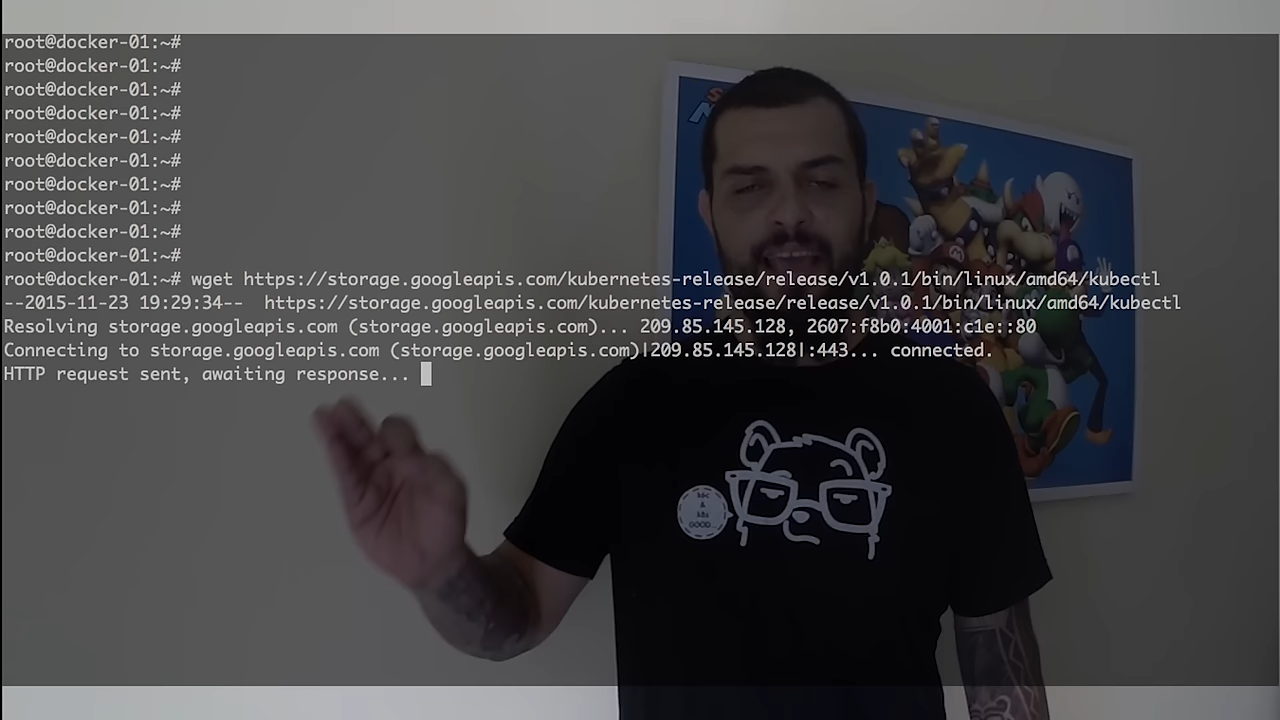 root@docker-01:~#
root@docker-01:~#
root@docker-01:~#
root@docker-01:~#
root@docker-01:~#
root@docker-01:~#
root@docker-01:~#
root@docker-01:~#
root@docker-01:~#
root@docker-01:~#
root@docker-01:~# wget https://storage.googleapis.com/kubernetes-release/release/v1.0.1/bin/linux/amd64/kubectl
--2015-11-23 19:29:34--  https://storage.googleapis.com/kubernetes-release/release/v1.0.1/bin/linux/amd64/kubectl
Resolving storage.googleapis.com (storage.googleapis.com)... 209.85.145.128, 2607:f8b0:4001:c1e::80
Connecting to storage.googleapis.com (storage.googleapis.com)|209.85.145.128|:443... connected.
HTTP request sent, awaiting response...
&
k8s
GOOD...